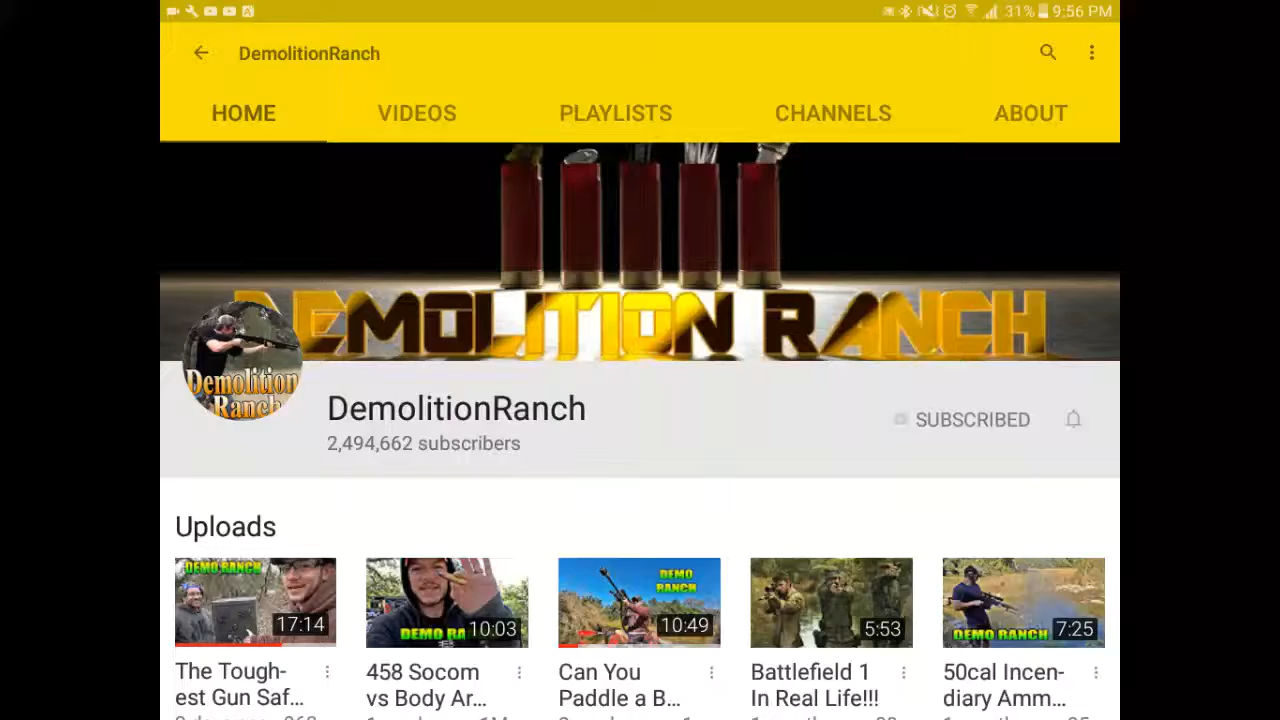 31% 9:56 PM
DemolitionRanch
HOME VIDEOS PLAYLISTS CHANNELS ABOUT
DEMOLITION RANCH
Demolition
Ranch
DemolitionRanch
2,494,662 subscribers
SUBSCRIBED
Uploads
DEMO RANCH
17:14
DEMO RA
10:03
DEMO
RANCH
10:49
5:53
DEMO RANCH
7:25
The Tough-
est Gun Saf...
458 Socom
vs Body Ar...
Can You
Paddle a B...
Battlefield 1
In Real Life!!!
50cal Incen-
diary Amm...